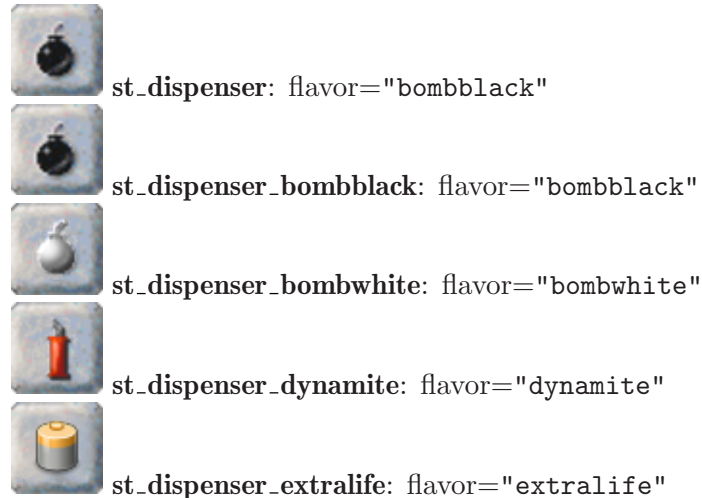 st_dispenser: flavor="bombblack"
st_dispenser_bombblack: flavor="bombblack"
st_dispenser_bombwhite: flavor="bombwhite"
st_dispenser_dynamite: flavor="dynamite"
st_dispenser_extralife: flavor="extralife"